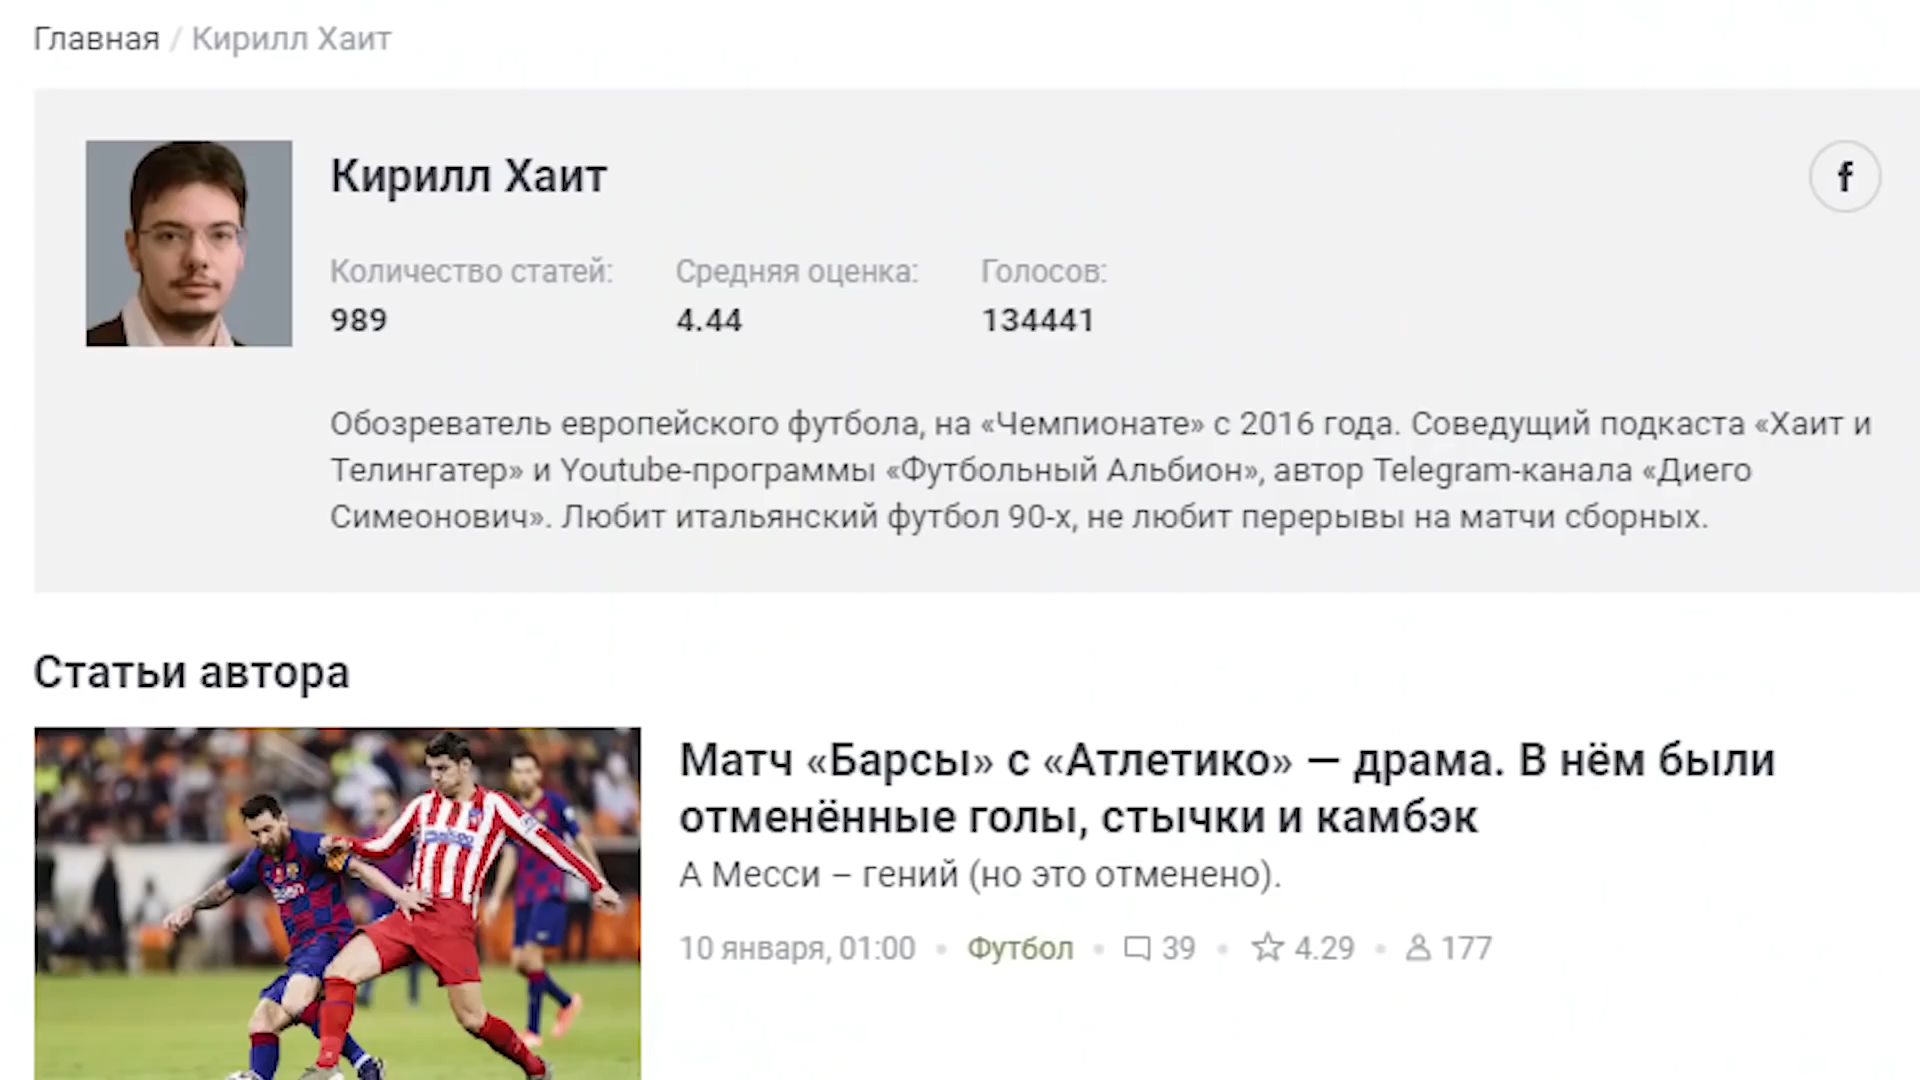 Главная / Кирилл Хаит
Кирилл Хаит
f
Количество статей: Средняя оценка: Голосов:
989 4.44 134441
Обозреватель европейского футбола, на «Чемпионате» с 2016 года. Соведущий подкаста «Хаит и
Телингатер» и Youtube-программы «Футбольный Альбион», автор Telegram-канала «Диего
Симеонович». Любит итальянский футбол 90-х, не любит перерывы на матчи сборных.
Статьи автора
Матч «Барсы» с «Атлетико» — драма. В нём были
отменённые голы, стычки и камбэк
А Месси – гений (но это отменено).
10 января, 01:00 • Футбол • 39 • 4.29 • 177